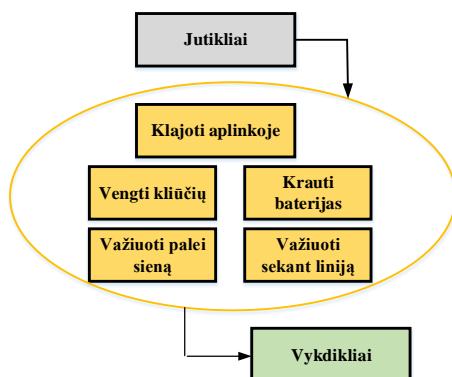 Jutikliai
Klajoti aplinkoje
Vengti kliūčių
Krauti
baterijas
Važiuoti palei
sieną
Važiuoti
sekant liniją
Vykdikliai